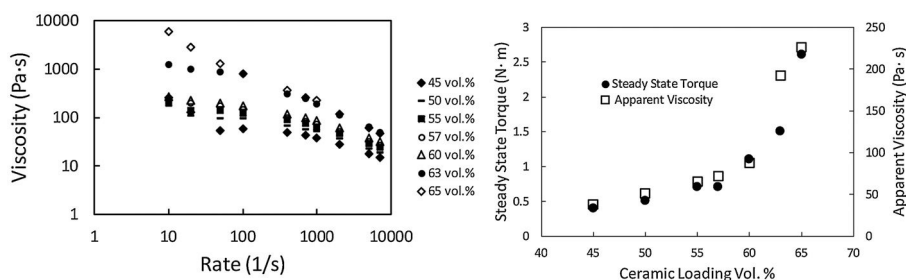 10000
1000
100
10
1
1
10
100
1000
10000
Viscosity (Pa·s)
Rate (1/s)
45 vol.%
50 vol.%
55 vol.%
57 vol.%
60 vol.%
63 vol.%
65 vol.%
3
2.5
2
1.5
1
0.5
0
Steady State Torque (N· m)
Steady State Torque
Apparent Viscosity
250
200
150
100
50
0
Apparent Viscosity (Pa·s)
40
45
50
55
60
65
70
Ceramic Loading Vol. %